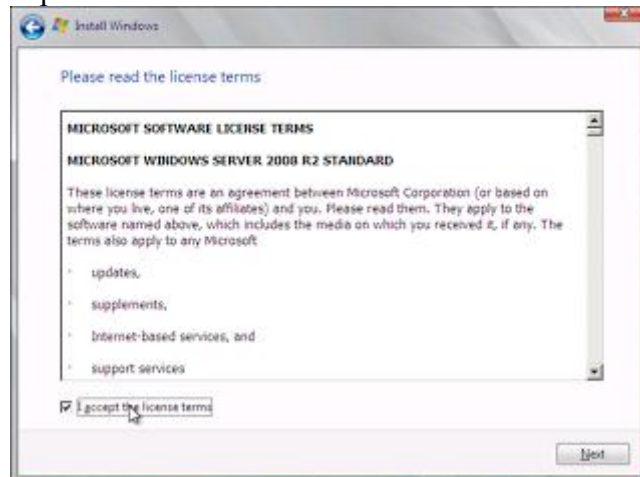 Install Windows
Please read the license terms
MICROSOFT SOFTWARE LICENSE TERMS
MICROSOFT WINDOWS SERVER 2008 R2 STANDARD
These license terms are an agreement between Microsoft Corporation (or based on
where you live, one of its affiliates) and you. Please read them. They apply to the
software named above, which includes the media on which you received it, if any. The
terms also apply to any Microsoft
· updates,
· supplements,
· Internet-based services, and
· support services
I accept the license terms
Next